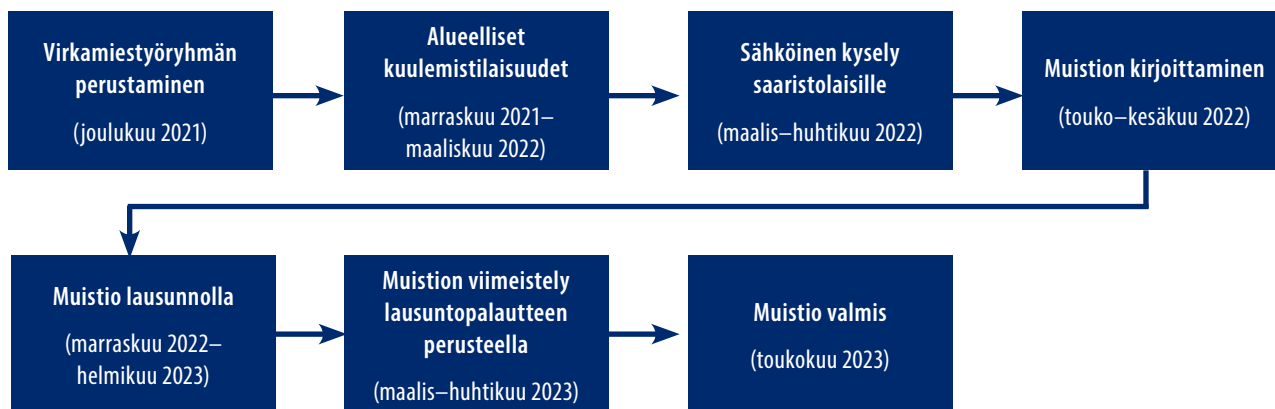 Virkamiestyöryhmän
perustaminen
(joulukuu 2021)
Alueelliset
kuulemistilaisuudet
(marraskuu 2021–
maaliskuu 2022)
Sähköinen kysely
saaristolaisille
(maalis–huhtikuu 2022)
Muistion kirjoittaminen
(touko–kesäkuu 2022)
Muistio lausunnolla
(marraskuu 2022–
helmikuu 2023)
Muistion viimeistely
lausuntopalautteen
perusteella
(maalis–huhtikuu 2023)
Muistio valmis
(toukokuu 2023)